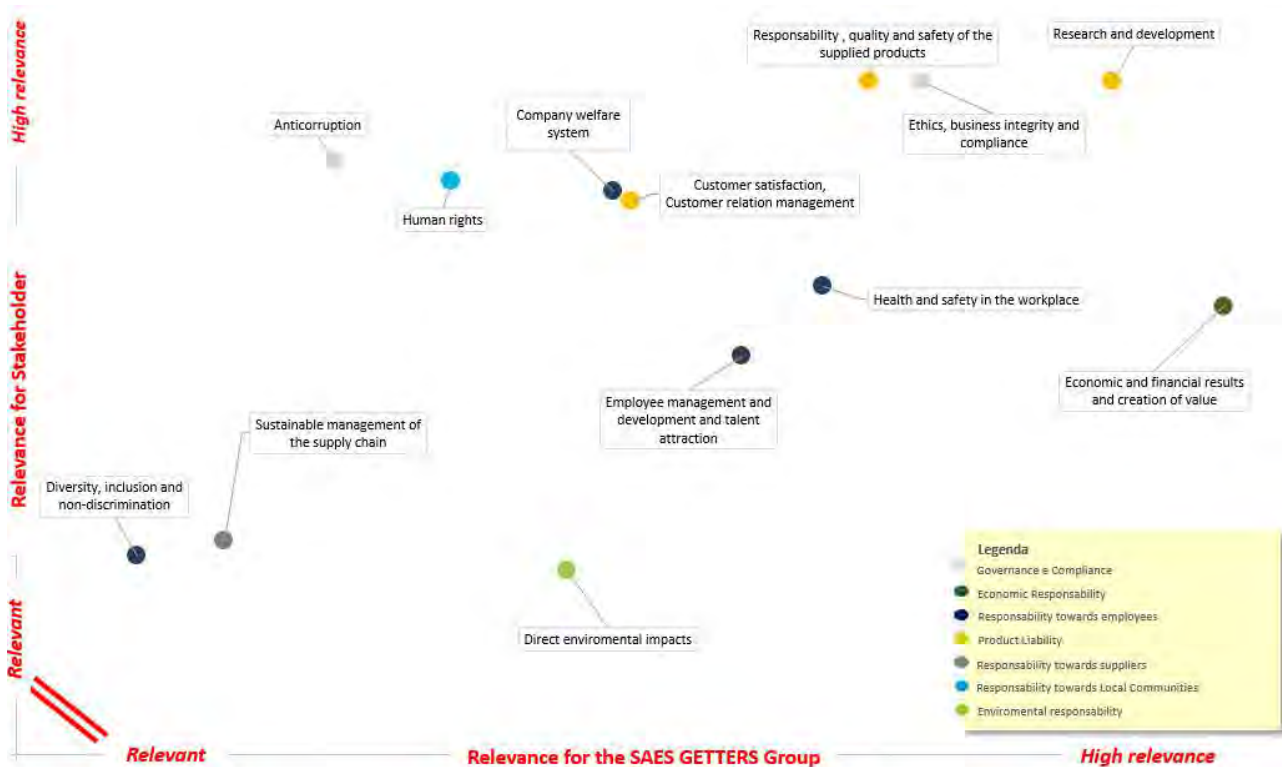 High relevance
Relevance for Stakeholder
Relevant
Responsability , quality and safety of the
supplied products
Research and development
Anticorruption
Company welfare
system
Ethics, business integrity and
compliance
Customer satisfaction,
Customer relation management
Human rights
Health and safety in the workplace
Economic and financial results
and creation of value
Employee management and
development and talent
attraction
Sustainable management of
the supply chain
Diversity, inclusion and
non-discrimination
Direct enviromental impacts
Legenda
Governance e Compliance
Economic Responsability
Responsability towards employees
Product Liability
Responsability towards suppliers
Responsability towards Local Communities
Enviromental responsability
Relevant
Relevance for the SAES GETTERS Group
High relevance